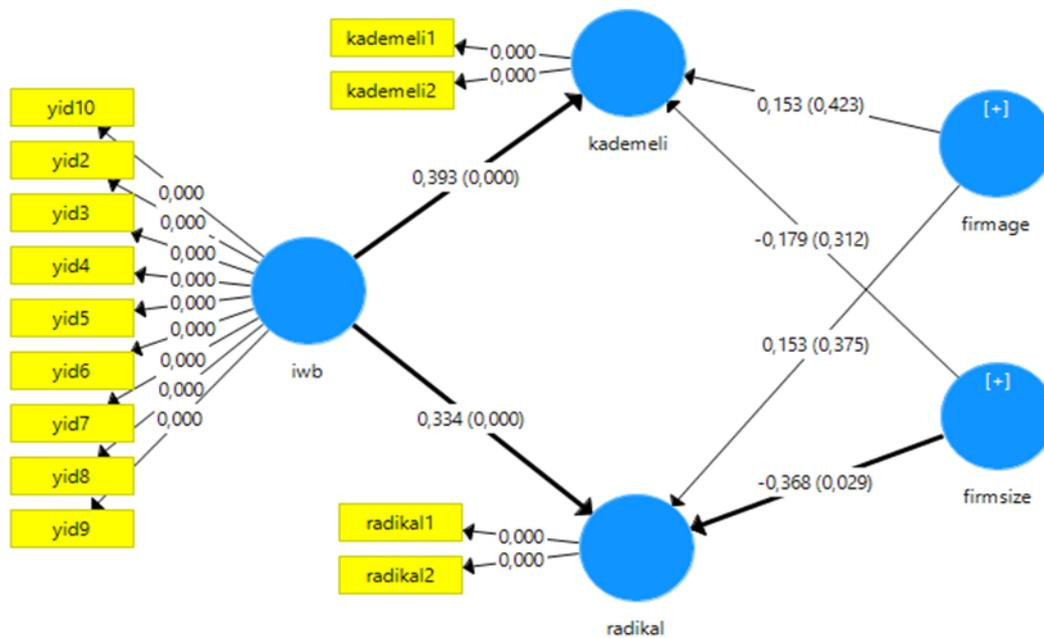 kademeli1
kademeli2
0,000
0,000
kademeli
0,153 (0,423)
[+]
firmage
yid10
yid2
yid3
yid4
yid5
yid6
yid7
yid8
yid9
0,000
0,000
0,000
0,000
0,000
0,000
0,000
0,000
0,000
iwb
0,393 (0,000)
-0,179 (0,312)
0,153 (0,375)
0,334 (0,000)
[+]
firmsize
-0,368 (0,029)
radikal1
radikal2
0,000
0,000
radikal